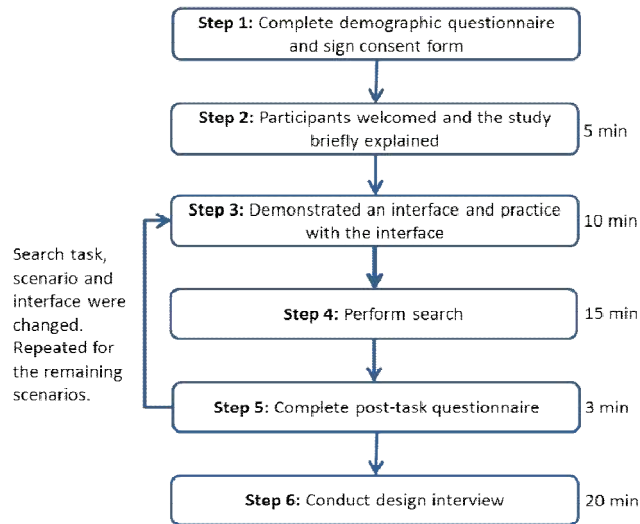 Step 1: Complete demographic questionnaire
and sign consent form
Step 2: Participants welcomed and the study
briefly explained
5 min
Step 3: Demonstrated an interface and practice
with the interface
10 min
Search task,
scenario and
interface were
changed.
Repeated for
the remaining
scenarios.
Step 4: Perform search
15 min
Step 5: Complete post-task questionnaire
3 min
Step 6: Conduct design interview
20 min